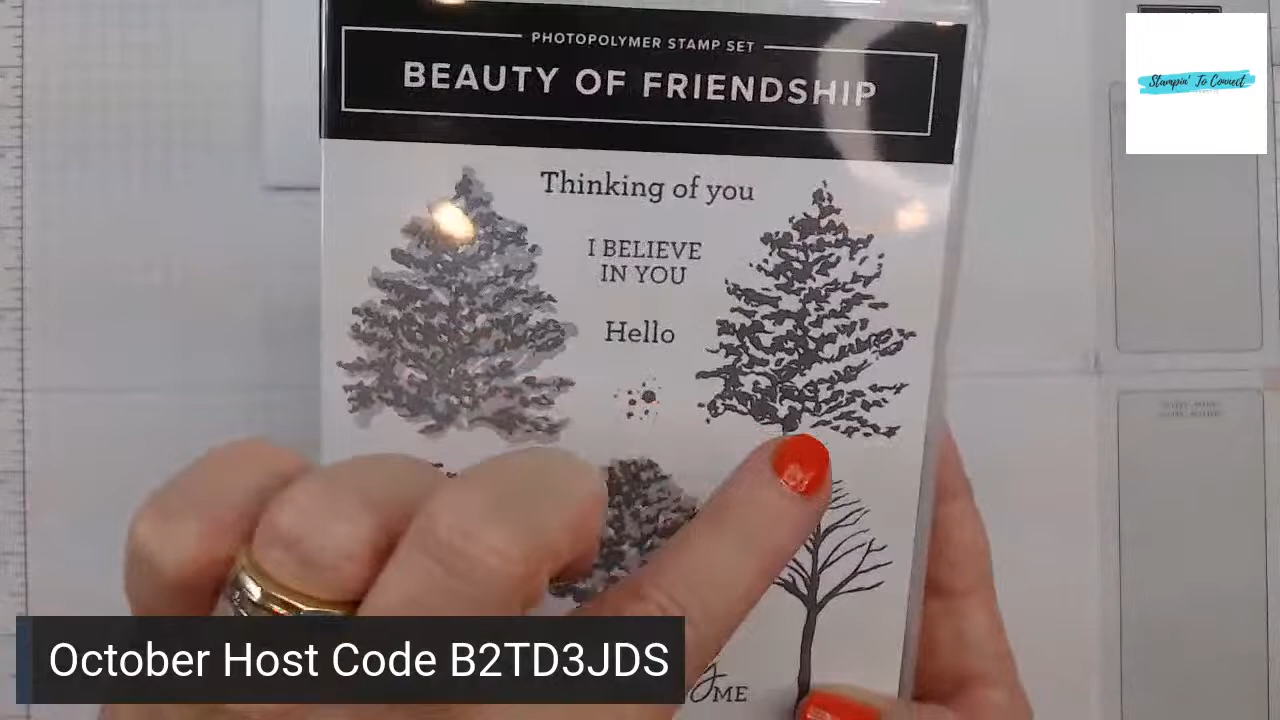 PHOTOPOLYMER STAMP SET
BEAUTY OF FRIENDSHIP
Stampin' To Connect
Thinking of you
I BELIEVE
IN YOU
Hello
ME
October Host Code B2TD3JDS